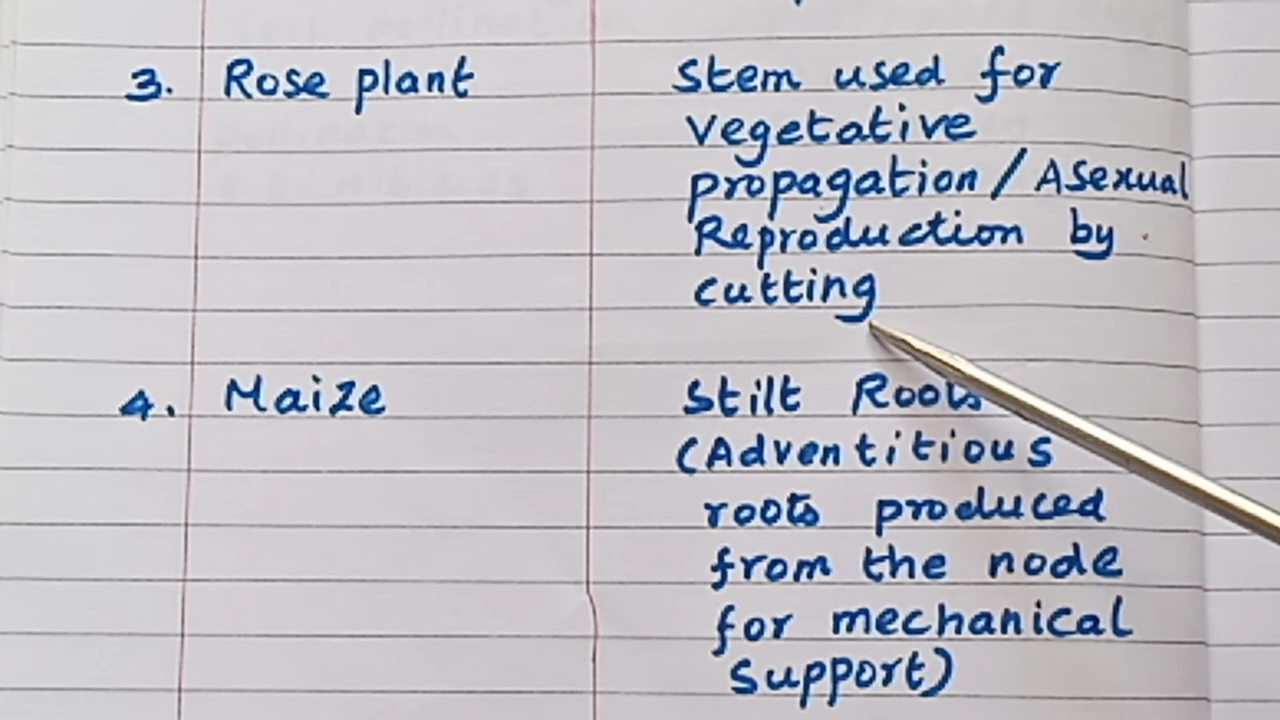 3. Rose plant Stem used for
vegetative
propagation / Asexual
Reproduction by
cutting
4. Maize Stilt Roots
(Adventitious
roots produced
from the node
for mechanical
support)